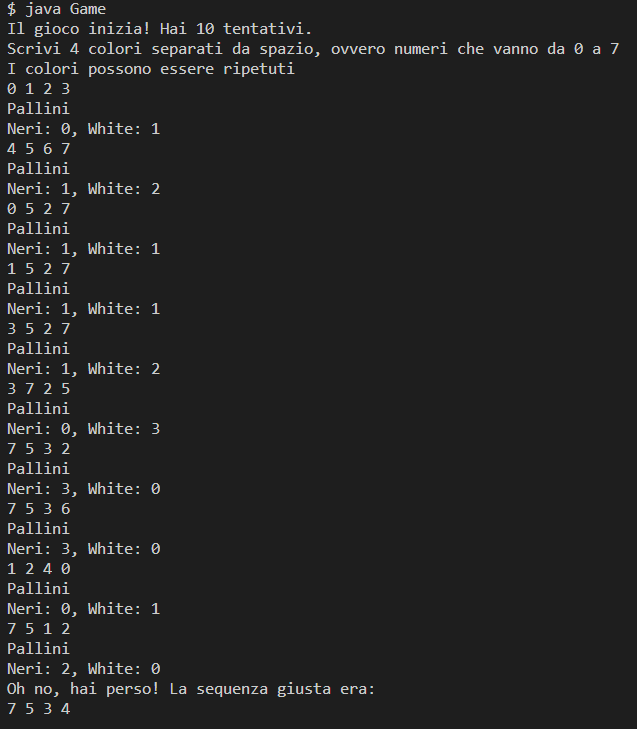 $ java Game
Il gioco inizia! Hai 10 tentativi.
Scrivi 4 colori separati da spazio, ovvero numeri che vanno da 0 a 7
I colori possono essere ripetuti
0 1 2 3
Pallini
Neri: 0, White: 1
4 5 6 7
Pallini
Neri: 1, White: 2
0 5 2 7
Pallini
Neri: 1, White: 1
1 5 2 7
Pallini
Neri: 1, White: 1
3 5 2 7
Pallini
Neri: 1, White: 2
3 7 2 5
Pallini
Neri: 0, White: 3
7 5 3 2
Pallini
Neri: 3, White: 0
7 5 3 6
Pallini
Neri: 3, White: 0
1 2 4 0
Pallini
Neri: 0, White: 1
7 5 1 2
Pallini
Neri: 2, White: 0
Oh no, hai perso! La sequenza giusta era:
7 5 3 4